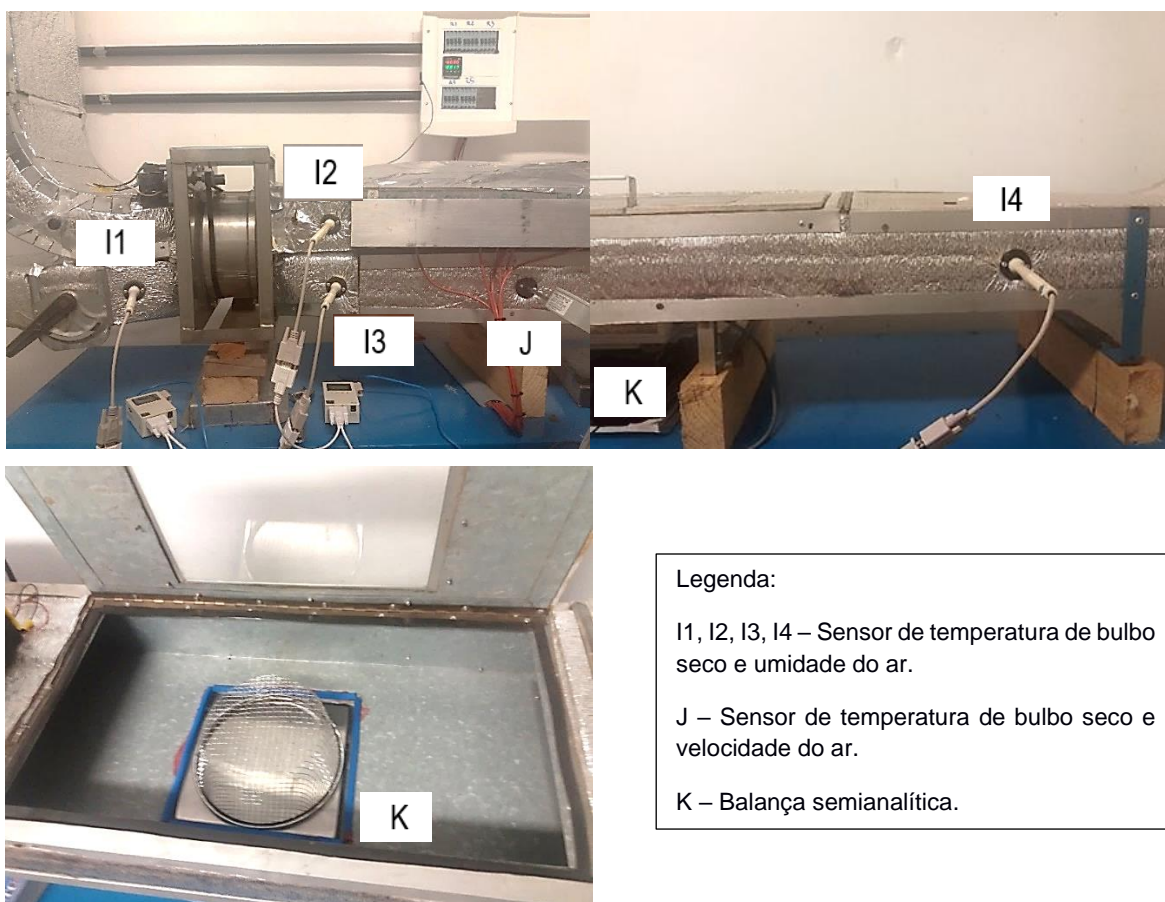 I1
I2
I3
J
I4
K
K
Legenda:
I1, I2, I3, I4 – Sensor de temperatura de bulbo
seco e umidade do ar.
J – Sensor de temperatura de bulbo seco e
velocidade do ar.
K – Balança semianalítica.